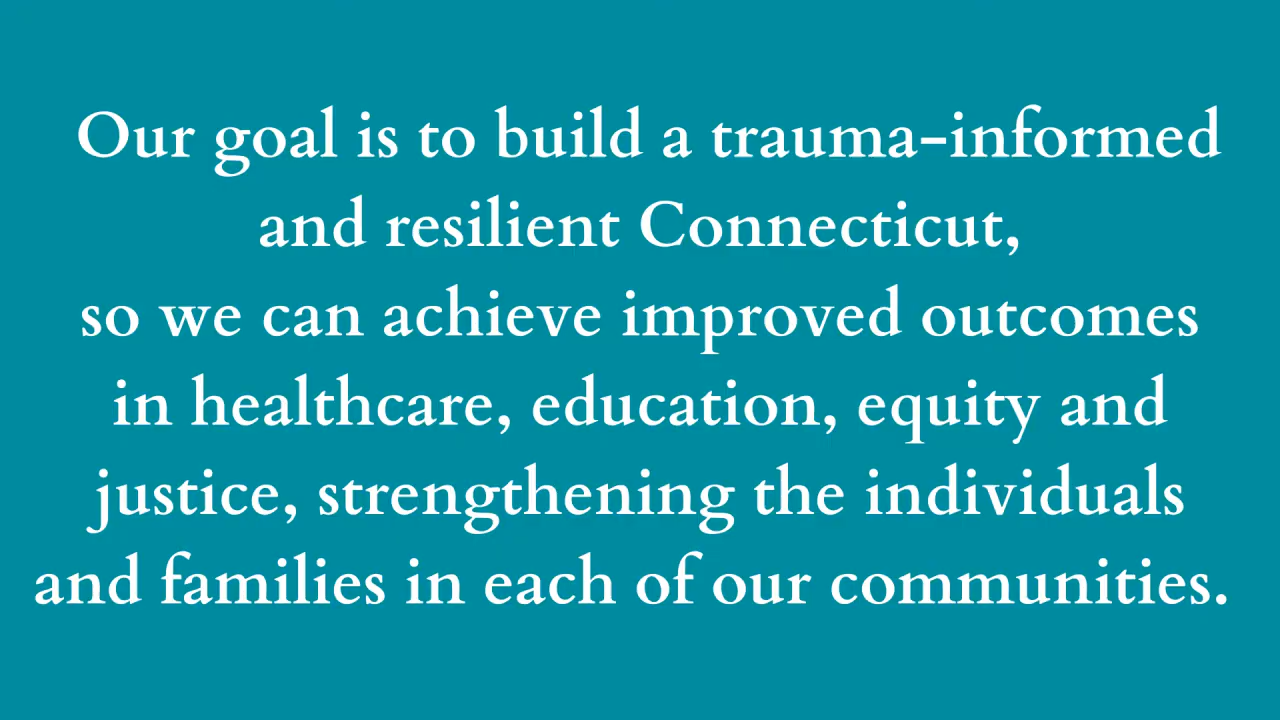 Our goal is to build a trauma-informed
and resilient Connecticut,
so we can achieve improved outcomes
in healthcare, education, equity and
justice, strengthening the individuals
and families in each of our communities.